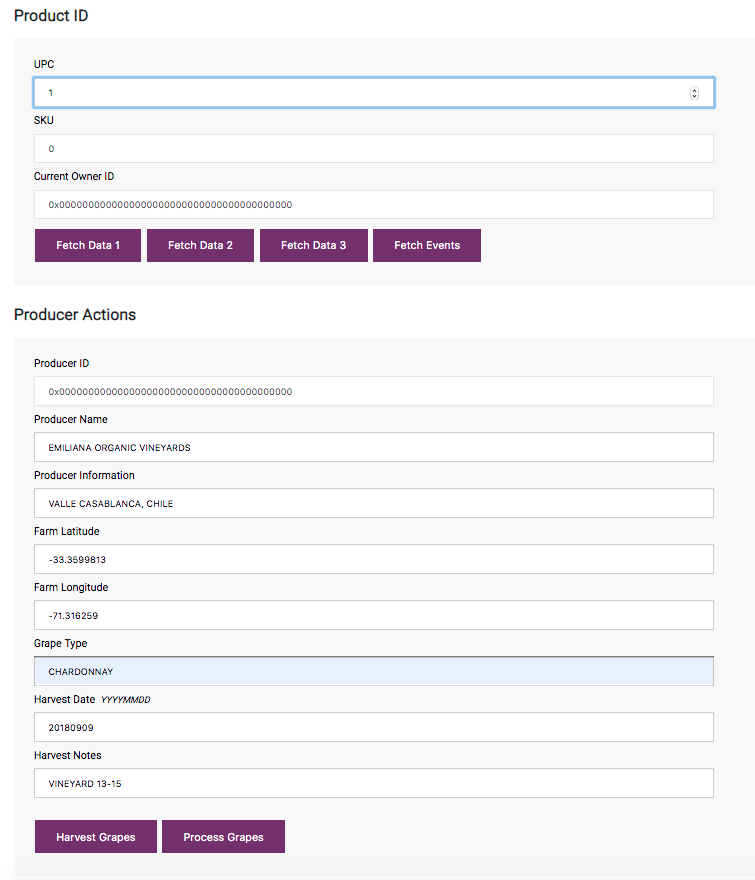 Product ID
UPC
1
SKU
0
Current Owner ID
0x0000000000000000000000000000000000000000
Fetch Data 1 Fetch Data 2 Fetch Data 3 Fetch Events
Producer Actions
Producer ID
0x0000000000000000000000000000000000000000
Producer Name
EMILIANA ORGANIC VINEYARDS
Producer Information
VALLE CASABLANCA, CHILE
Farm Latitude
-33.3599813
Farm Longitude
-71.316259
Grape Type
CHARDONNAY
Harvest Date YYYYMMDD
20180909
Harvest Notes
VINEYARD 13-15
Harvest Grapes Process Grapes